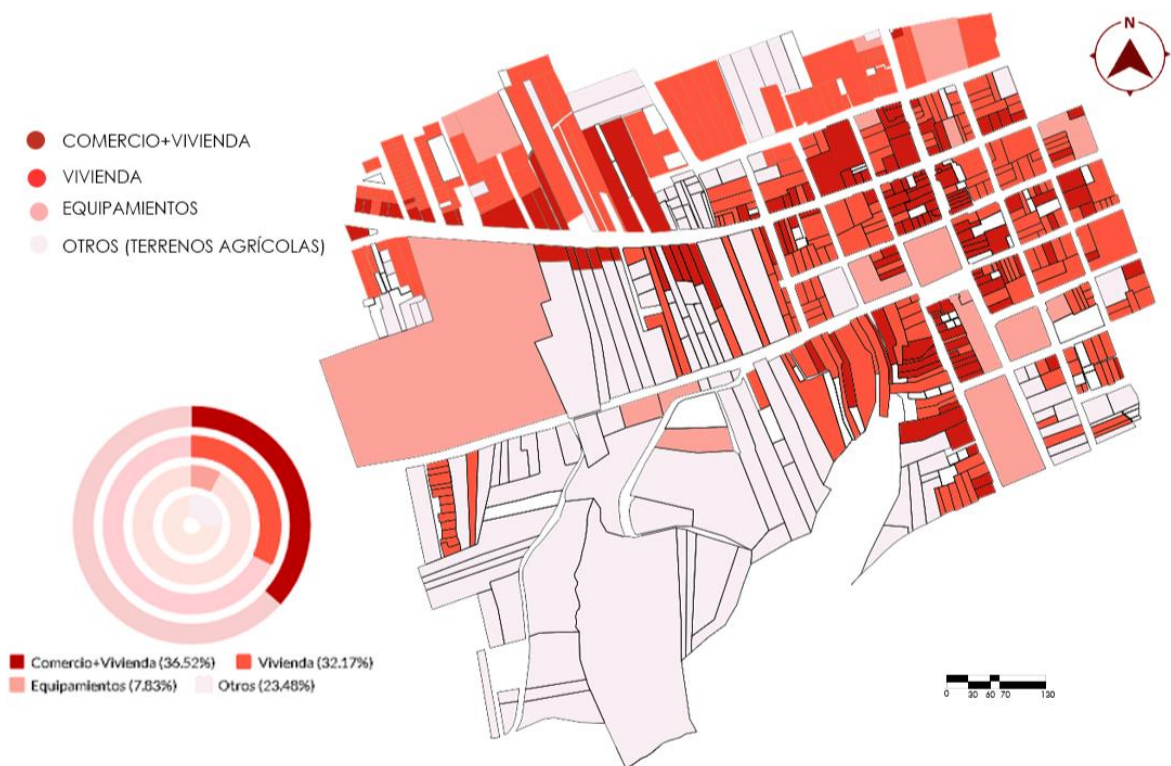 N
COMERCIO+VIVIENDA
VIVIENDA
EQUIPAMIENTOS
OTROS (TERRENOS AGRÍCOLAS)
Comercio+Vivienda (36.52%) Vivienda (32.17%)
Equipamientos (7.83%) Otros (23.48%)
0 30 60 70 130